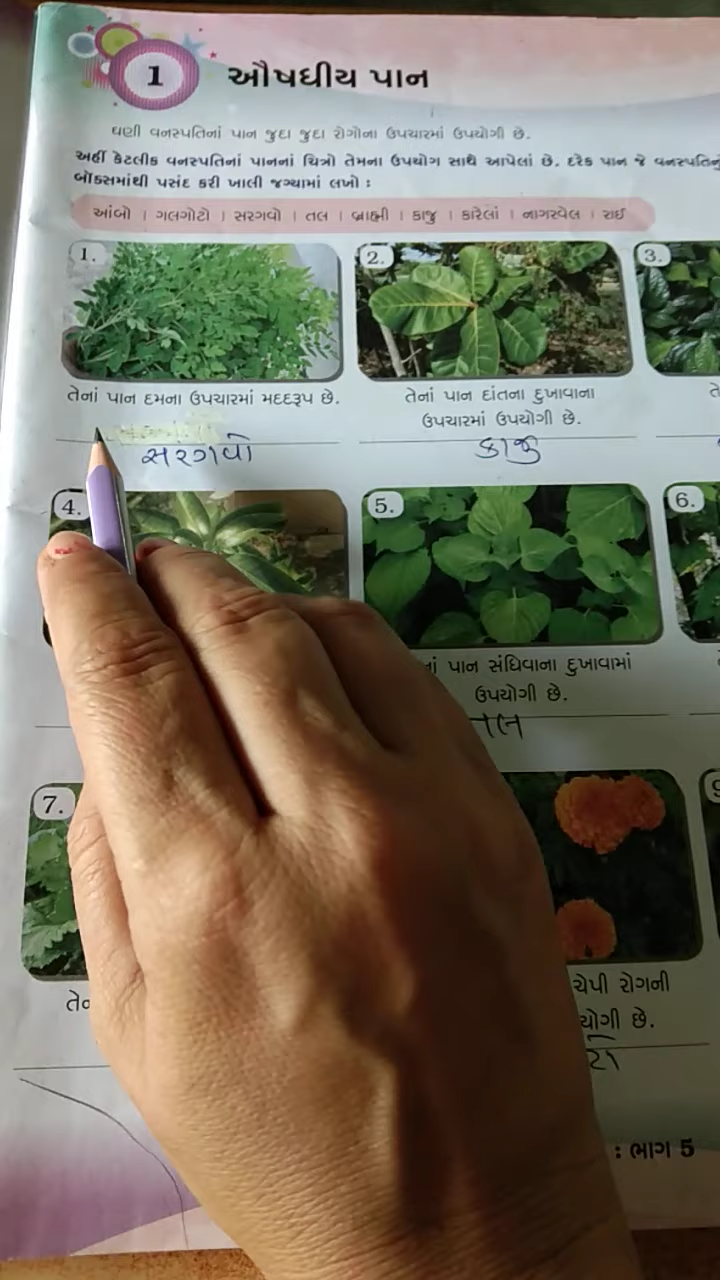 1 ઔષધીય પાન
ઘણી વનસ્પતિનાં પાન જુદા જુદા રોગોના ઉપચારમાં ઉપયોગી છે.
અહીં કેટલીક વનસ્પતિનાં પાનનાં ચિત્રો તેમના ઉપયોગ સાથે આપેલાં છે. દરેક પાન જે વનસ્પતિનું
બૉક્સમાંથી પસંદ કરી ખાલી જગ્યામાં લખો :
આંબો | ગલગોટો | સરગવો | તલ | બ્રાહ્મી | કાજુ | કારેલાં | નાગરવેલ | રાઈ
1. 2. 3.
તેનાં પાન દમના ઉપચારમાં મદદરૂપ છે.
તેનાં પાન દાંતના દુખાવાના
ઉપચારમાં ઉપયોગી છે.
સરગવો કાજુ
4. 5. 6.
પાન સંધિવાના દુખાવામાં
ઉપયોગી છે.
તલ
7.
ચેપી રોગની
છે.
: ભાગ 5